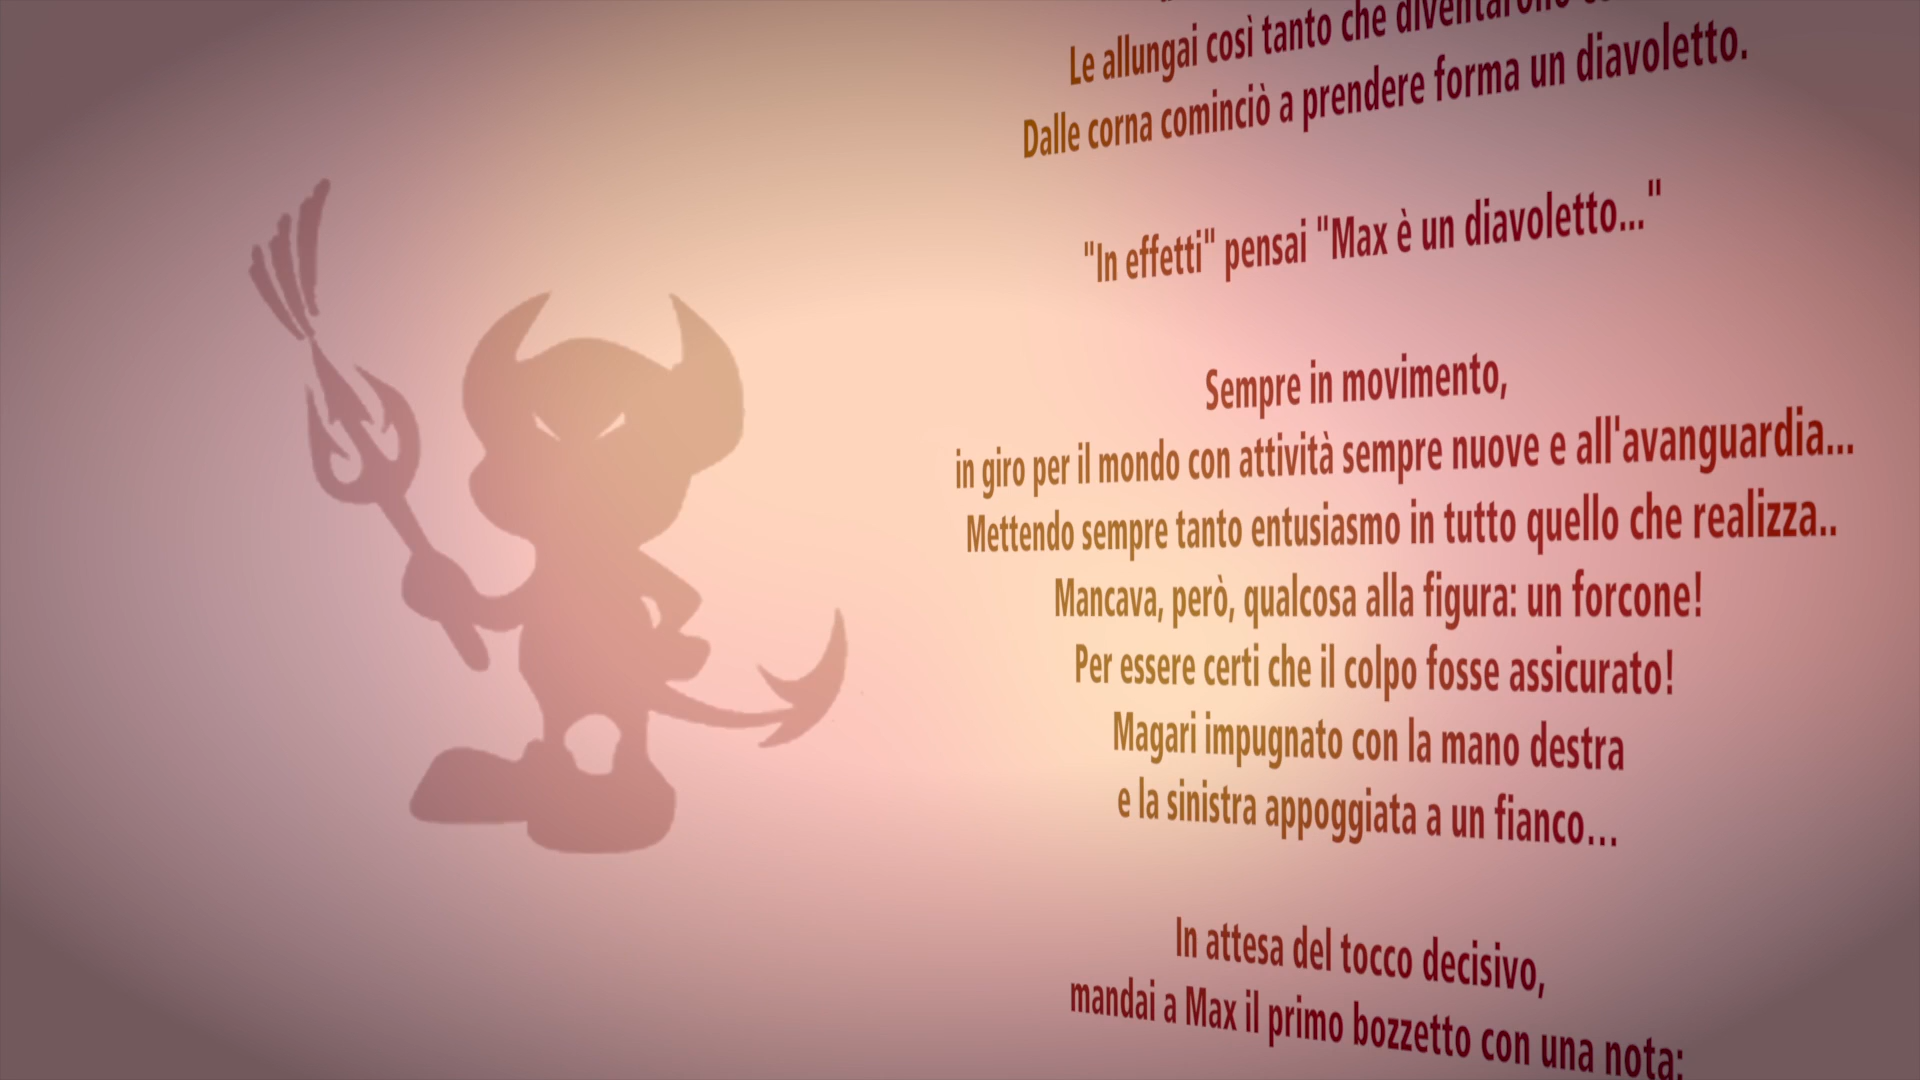 Le allungai così tanto che diventarono
Dalle corna cominciò a prendere forma un diavoletto.
"In effetti" pensai "Max è un diavoletto..."
Sempre in movimento,
in giro per il mondo con attività sempre nuove e all'avanguardia...
Mettendo sempre tanto entusiasmo in tutto quello che realizza..
Mancava, però, qualcosa alla figura: un forcone!
Per essere certi che il colpo fosse assicurato!
Magari impugnato con la mano destra
e la sinistra appoggiata a un fianco...
In attesa del tocco decisivo,
mandai a Max il primo bozzetto con una nota: